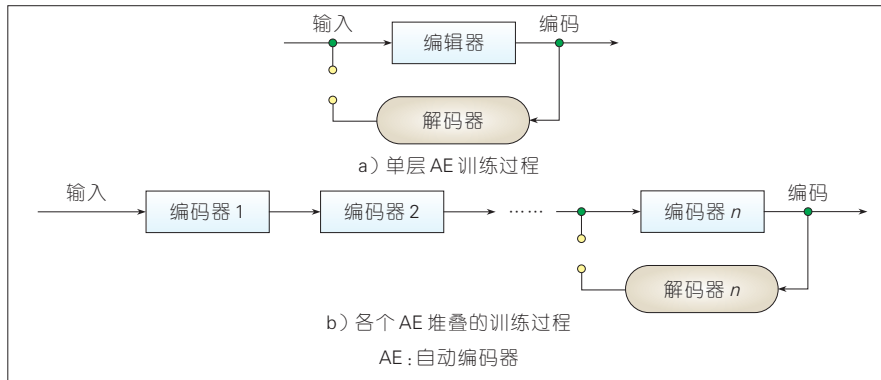 输入 编辑器 编码
解码器
a）单层 AE 训练过程
输入 编码器 1 编码器 2 …… 编码器 n 编码
解码器 n
b）各个 AE 堆叠的训练过程
AE：自动编码器